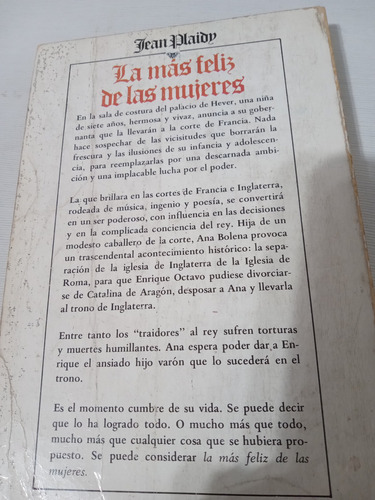 Jean Plaidy
La más feliz
de las mujeres
En la sala de costura del palacio de Hever, una niña
de siete años, hermosa y vivaz, anuncia a su gober-
nanta que la llevarán a la corte de Francia. Nada
hace sospechar de las vicisitudes que borrarán la
frescura y las ilusiones de su infancia y adolescen-
cia, para reemplazarlas por una descarnada ambi-
ción y una implacable lucha por el poder.
La que brillara en las cortes de Francia e Inglaterra,
rodeada de música, ingenio y poesía, se convertirá
en un ser poderoso, con influencia en las decisiones
y en la complicada conciencia del rey. Hija de un
modesto caballero de la corte, Ana Bolena provoca
un trascendental acontecimiento histórico: la sepa-
ración de la iglesia de Inglaterra de la Iglesia de
Roma, para que Enrique Octavo pudiese divorciar-
se de Catalina de Aragón, desposar a Ana y llevarla
al trono de Inglaterra.
Entre tanto los "traidores" al rey sufren torturas
y muertes humillantes. Ana espera poder dar a En-
rique el ansiado hijo varón que lo sucederá en el
trono.
Es el momento cumbre de su vida. Se puede decir
que lo ha logrado todo. O mucho más que todo,
mucho más que cualquier cosa que se hubiera pro-
puesto. Se puede considerar la más feliz de las
mujeres.